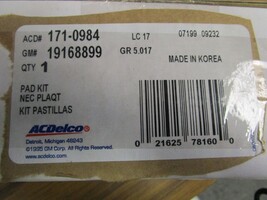 ACD# 171-0984 LC 17 07199 09232
GM# 19168899 GR 5.017
QTY 1 MADE IN KOREA
PAD KIT
NEC PLAQT
KIT PASTILLAS
ACDelco
Detroit, Michigan 48243
©1995 GM Corp. All Rights Reserved
www.acdelco.com
0 21625 78160 0